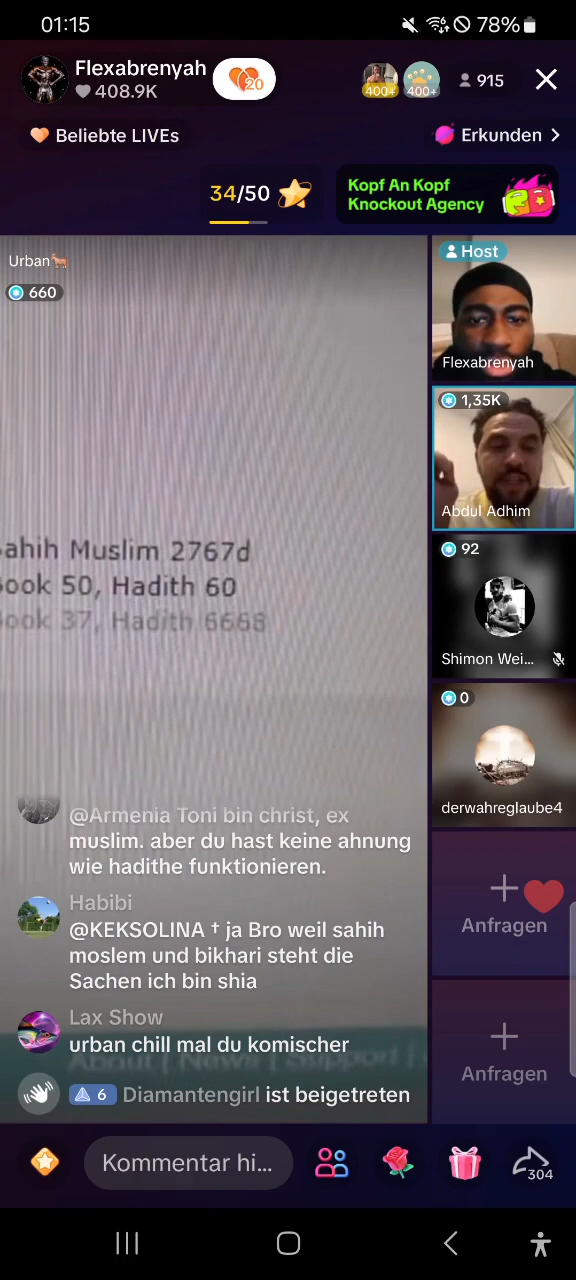 01:15
78%
Flexabrenyah
408.9K
20
400+
400+
915
Beliebte LIVEs
Erkunden
34/50
Kopf An Kopf
Knockout Agency
Urban
660
Host
Flexabrenyah
1,35K
Abdul Adhim
92
Shimon Wei...
0
derwahreglaube4
ahih Muslim 2767d
ook 50, Hadith 60
ook 37, Hadith 6668
@Armenia Toni bin christ, ex
muslim. aber du hast keine ahnung
wie hadithe funktionieren.
Habibi
@KEKSOLINA † ja Bro weil sahih
moslem und bikhari steht die
Sachen ich bin shia
Lax Show
urban chill mal du komischer
About | News | Support |
6 Diamantengirl ist beigetreten
Anfragen
Anfragen
Kommentar hi...
304